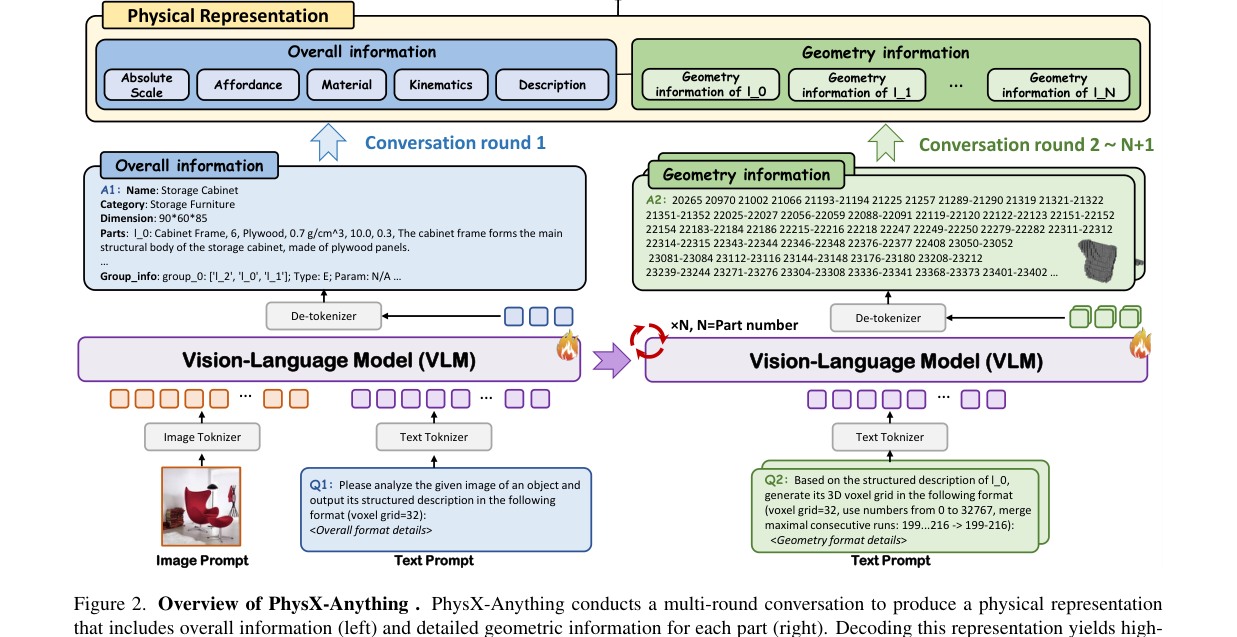 Physical Representation
Overall information
Absolute
Scale
Affordance
Material
Kinematics
Description
Geometry information
Geometry
information of l_0
Geometry
information of l_1
...
Geometry
information of l_N
Conversation round 1
Conversation round 2 ~ N+1
Overall information
A1: Name: Storage Cabinet
Category: Storage Furniture
Dimension: 90*60*85
Parts: l_0: Cabinet Frame, 6, Plywood, 0.7 g/cm^3, 10.0, 0.3, The cabinet frame forms the main
structural body of the storage cabinet, made of plywood panels.
...
Group_info: group_0: ['l_2', 'l_0', 'l_1']; Type: E; Param: N/A ...
Geometry information
A2: 20265 20970 21002 21066 21193-21194 21225 21257 21289-21290 21319 21321-21322
21351-21352 22025-22027 22056-22059 22088-22091 22119-22120 22122-22123 22151-22152
22154 22183-22184 22186 22215-22216 22218 22247 22249-22250 22279-22282 22311-22312
22314-22315 22343-22344 22346-22348 22376-22377 22408 23050-23052
23081-23084 23112-23116 23144-23148 23176-23180 23208-23212
23239-23244 23271-23276 23304-23308 23336-23341 23368-23373 23401-23402 ...
De-tokenizer
De-tokenizer
×N, N=Part number
Vision-Language Model (VLM)
Vision-Language Model (VLM)
...
...
...
Image Toknizer
Text Toknizer
Text Toknizer
Q1: Please analyze the given image of an object and
output its structured description in the following
format (voxel grid=32):
<Overall format details>
Q2: Based on the structured description of l_0,
generate its 3D voxel grid in the following format
(voxel grid=32, use numbers from 0 to 32767, merge
maximal consecutive runs: 199...216 -> 199-216):
<Geometry format details>
Image Prompt
Text Prompt
Text Prompt
Figure 2. Overview of PhysX-Anything . PhysX-Anything conducts a multi-round conversation to produce a physical representation
that includes overall information (left) and detailed geometric information for each part (right). Decoding this representation yields high-